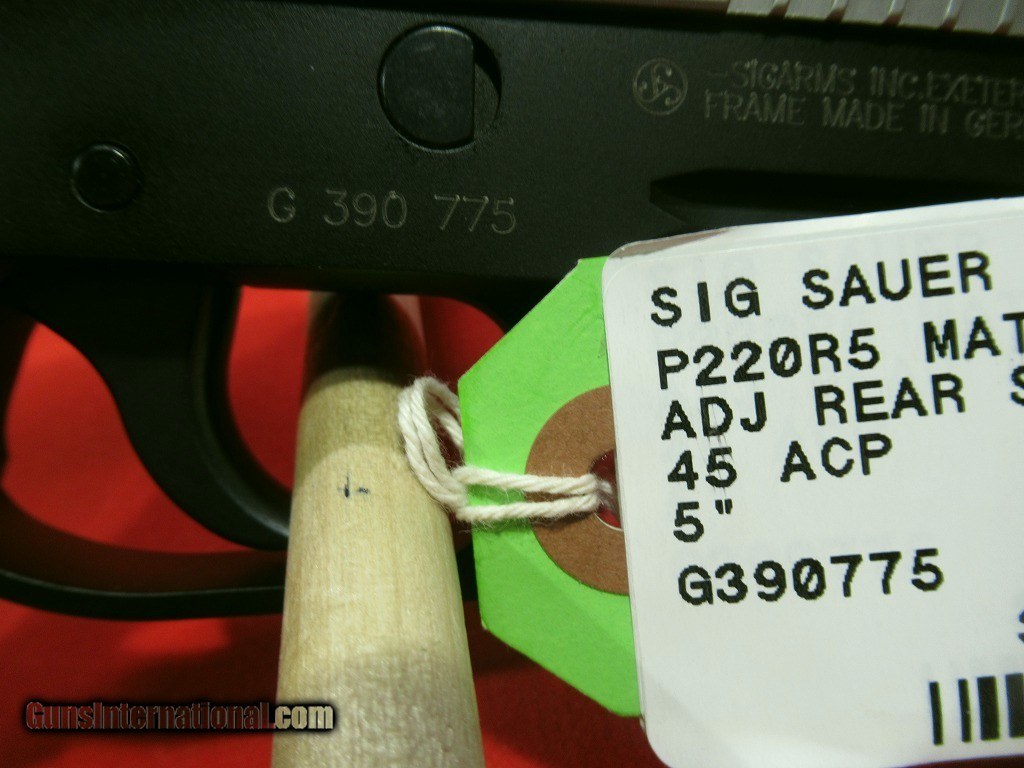 -SIGARMS INC.EXETER
FRAME MADE IN GER
G 390 775
SIG SAUER
P220R5 MAT
ADJ REAR S
45 ACP
5"
G390775
GunsInternational.com